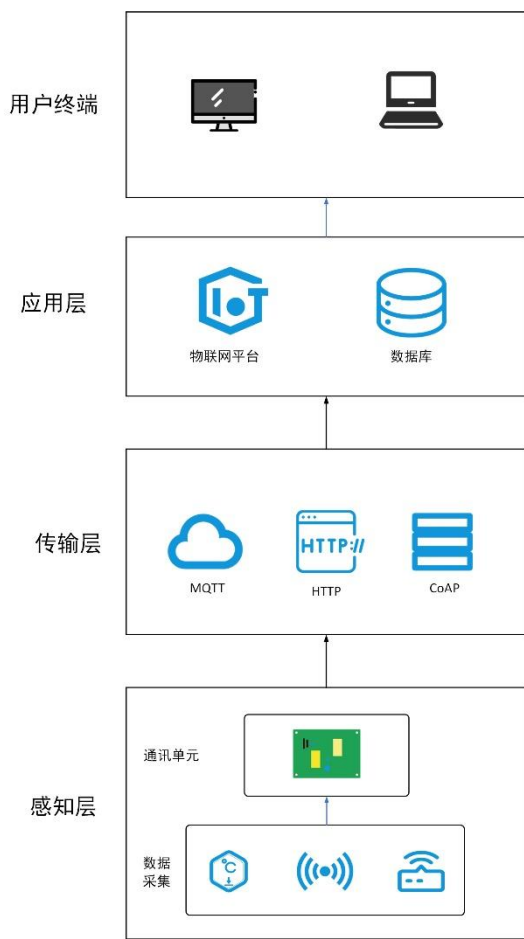 用户终端
应用层
IOT
物联网平台
数据库
传输层
HTTP://
MQTT
HTTP
CoAP
感知层
通讯单元
数据
采集
°C